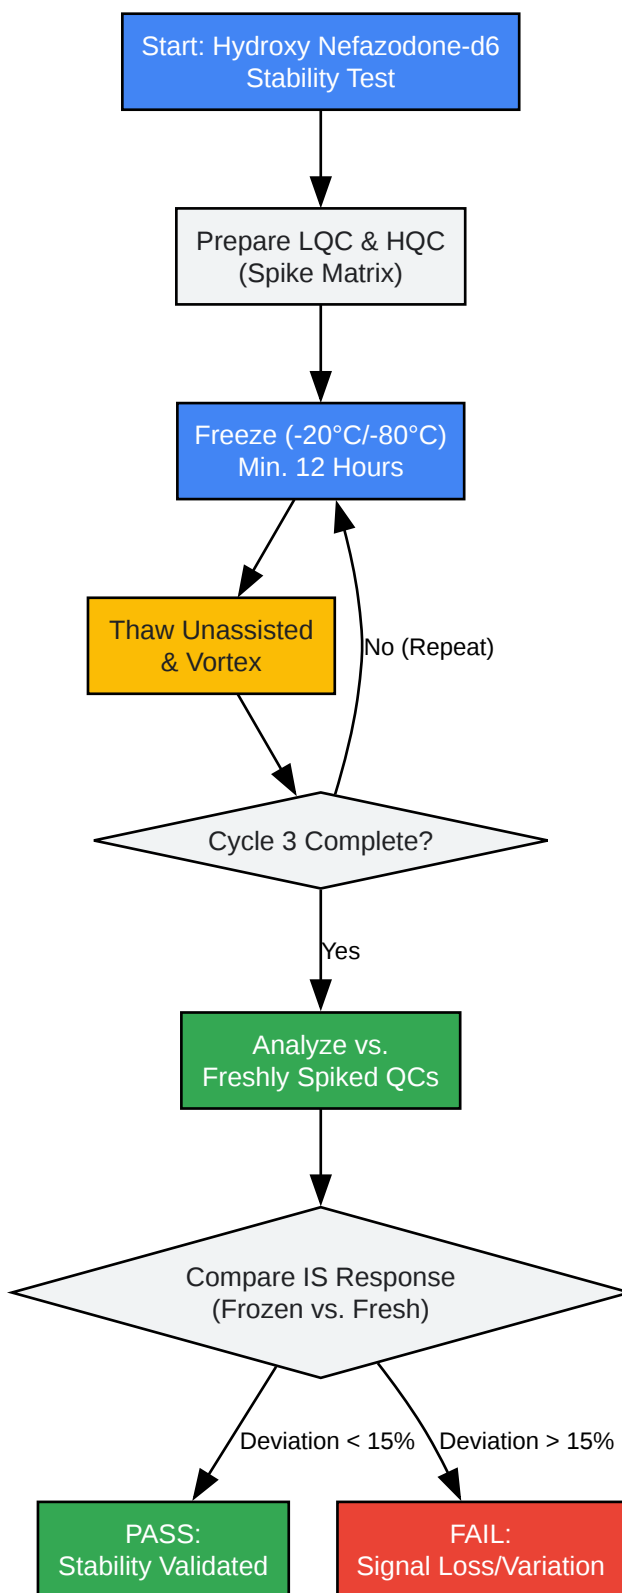 Start: Hydroxy Nefazodone-d6
Stability Test
Prepare LQC & HQC
(Spike Matrix)
Freeze (-20°C/-80°C)
Min. 12 Hours
Thaw Unassisted
& Vortex
No (Repeat)
Cycle 3 Complete?
Yes
Analyze vs.
Freshly Spiked QCs
Compare IS Response
(Frozen vs. Fresh)
Deviation < 15%
Deviation > 15%
PASS:
Stability Validated
FAIL:
Signal Loss/Variation